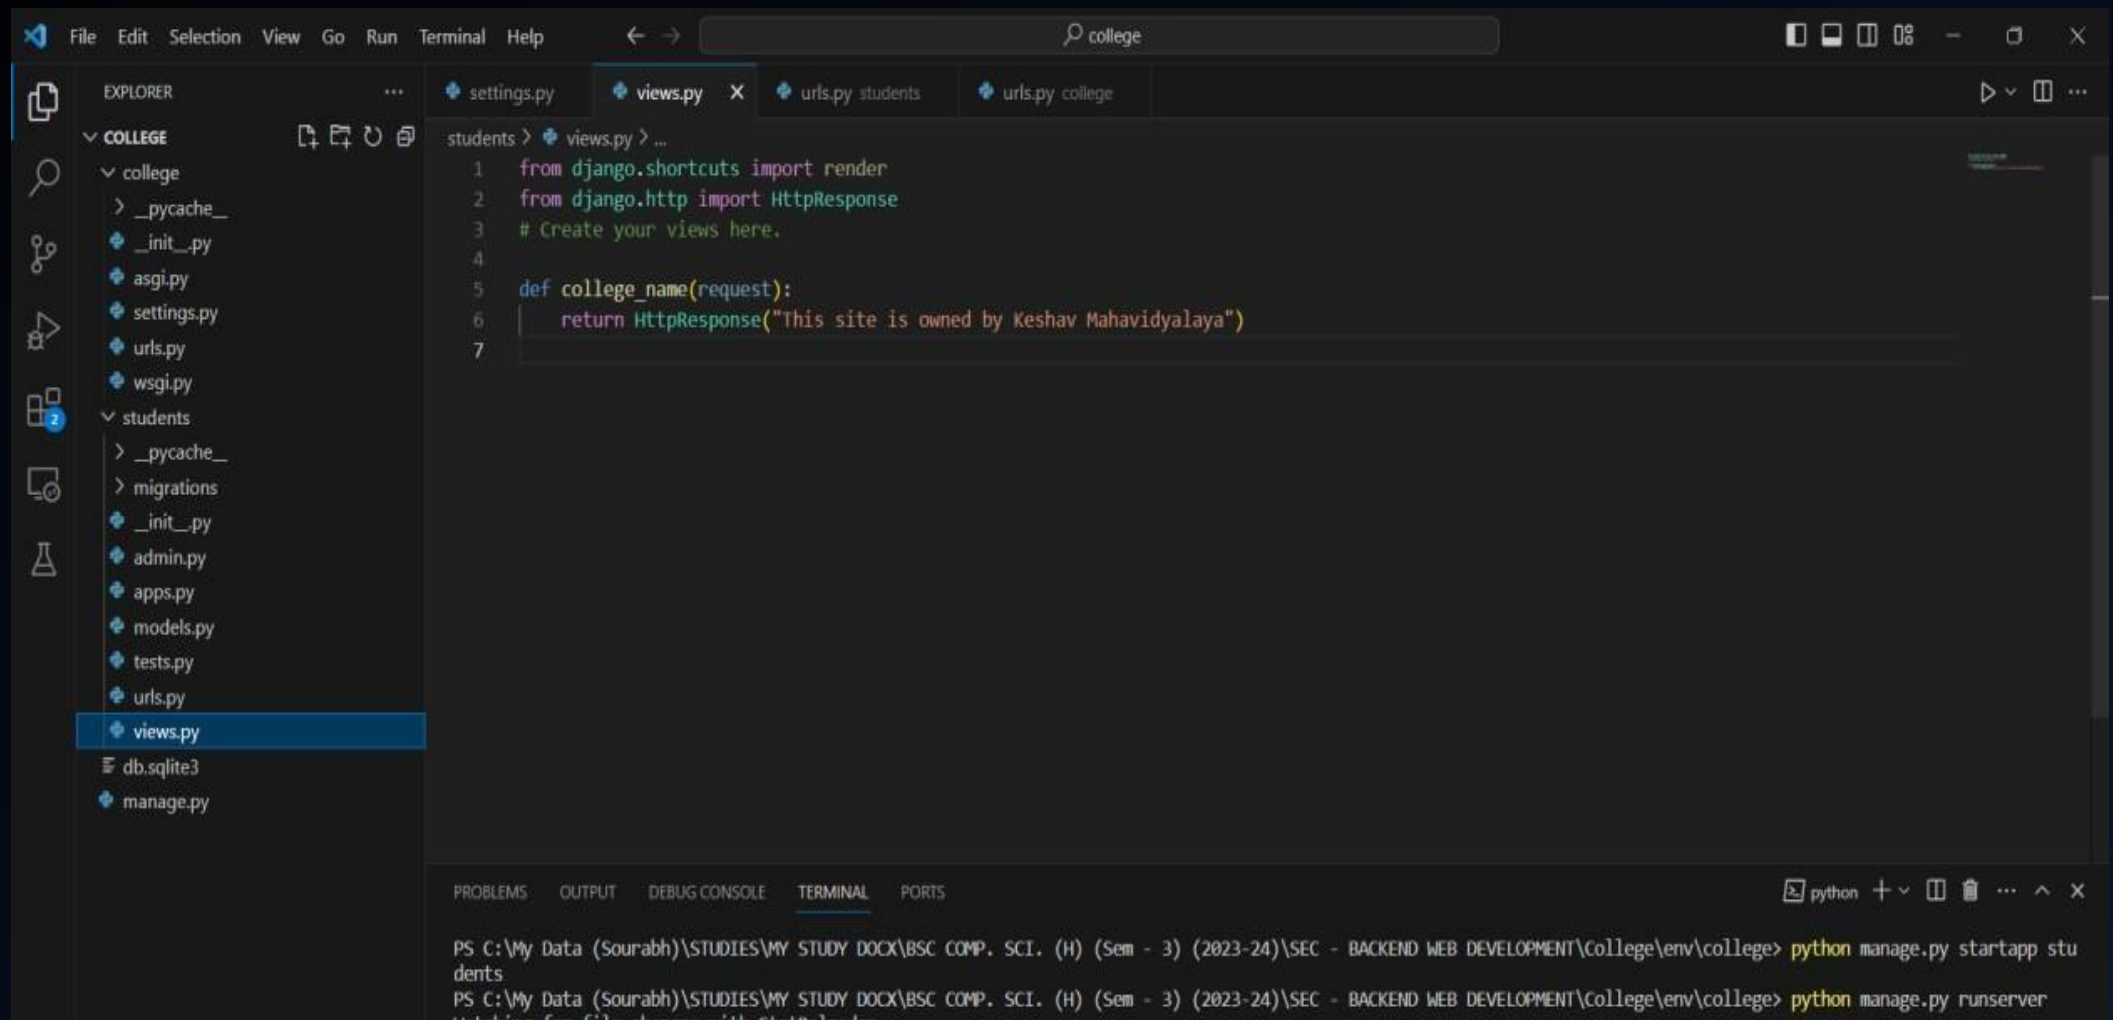 File Edit Selection View Go Run Terminal Help college
EXPLORER
COLLEGE
college
__pycache__
__init__.py
asgi.py
settings.py
urls.py
wsgi.py
2
students
__pycache__
migrations
__init__.py
admin.py
apps.py
models.py
tests.py
urls.py
views.py
db.sqlite3
manage.py
settings.py views.py urls.py students urls.py college
students > views.py > ...
1 from django.shortcuts import render
2 from django.http import HttpResponse
3 # Create your views here.
4
5 def college_name(request):
6 return HttpResponse("This site is owned by Keshav Mahavidyalaya")
7
PROBLEMS OUTPUT DEBUG CONSOLE TERMINAL PORTS python
PS C:\My Data (Sourabh)\STUDIES\MY STUDY DOCX\BSC COMP. SCI. (H) (Sem - 3) (2023-24)\SEC - BACKEND WEB DEVELOPMENT\College\env\college> python manage.py startapp stu
dents
PS C:\My Data (Sourabh)\STUDIES\MY STUDY DOCX\BSC COMP. SCI. (H) (Sem - 3) (2023-24)\SEC - BACKEND WEB DEVELOPMENT\College\env\college> python manage.py runserver